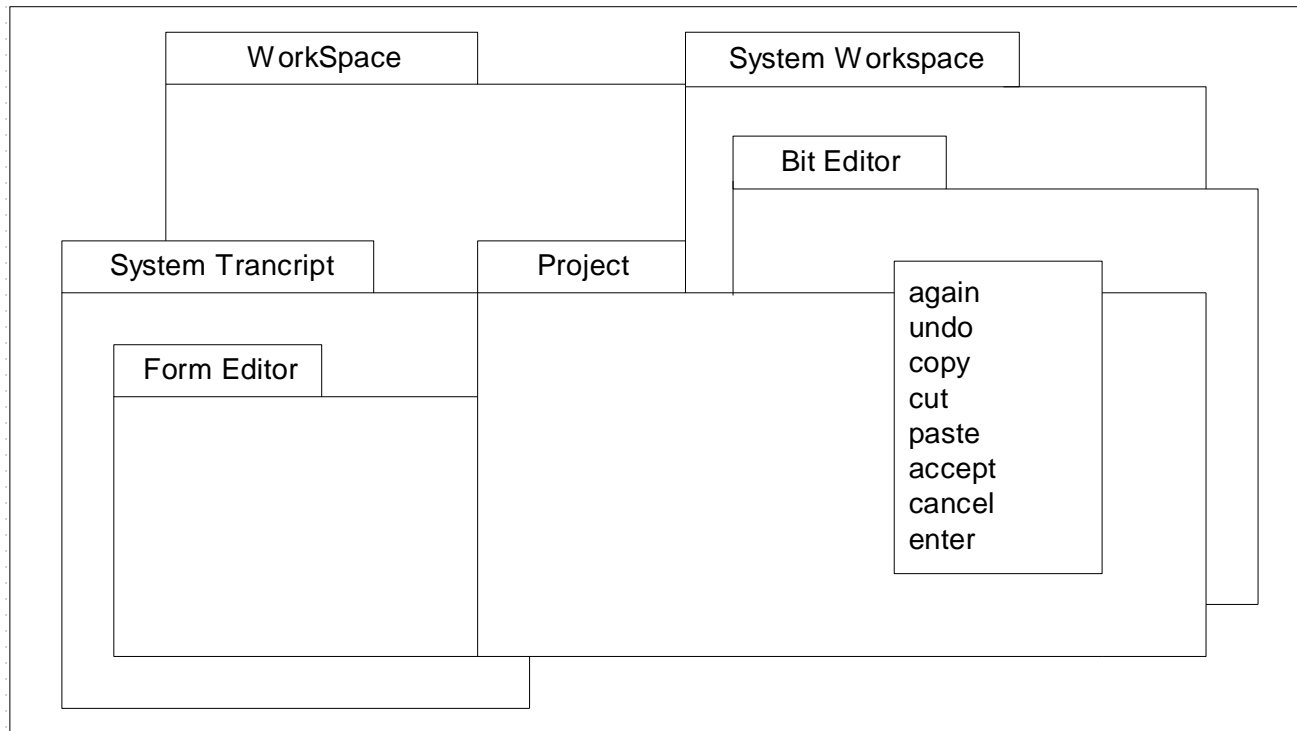 WorkSpace
System Workspace
Bit Editor
System Trancript
Project
again
undo
copy
cut
paste
accept
cancel
enter
Form Editor